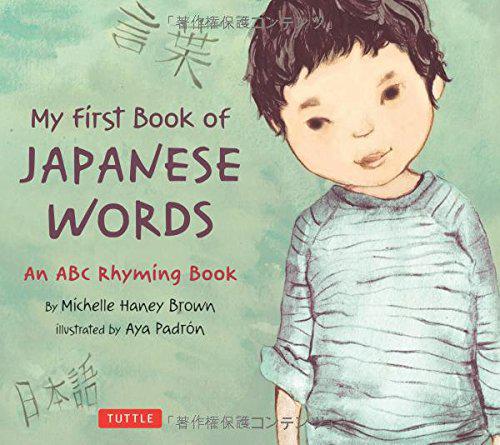 「著作権保護コンテンツ」
言葉
My First Book of
JAPANESE
WORDS
An ABC Rhyming Book
By Michelle Haney Brown
illustrated by Aya Padrón
日本語
TUTTLE
「著作権保護コンテンツ」